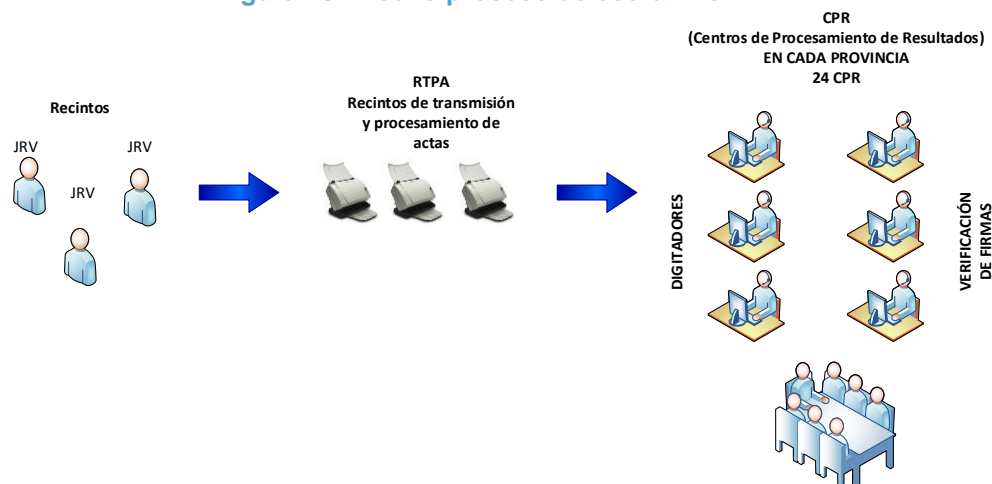 Recintos
JRV
JRV
JRV
RTPA
Recintos de transmisión
y procesamiento de
actas
CPR
(Centros de Procesamiento de Resultados)
EN CADA PROVINCIA
24 CPR
DIGITADORES
VERIFICACIÓN
DE FIRMAS